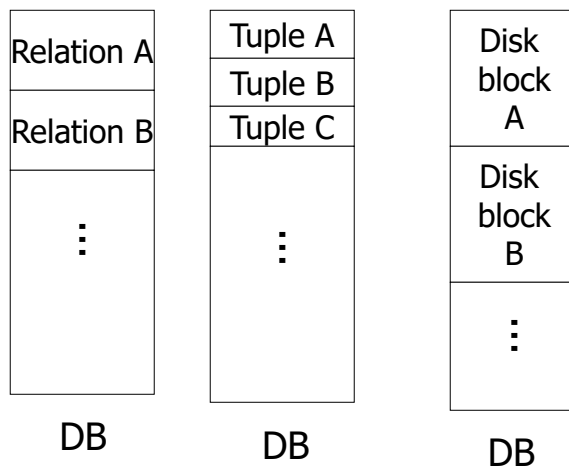 Relation A
Relation B
⋮
DB
Tuple A
Tuple B
Tuple C
⋮
DB
Disk
block
A
Disk
block
B
⋮
DB